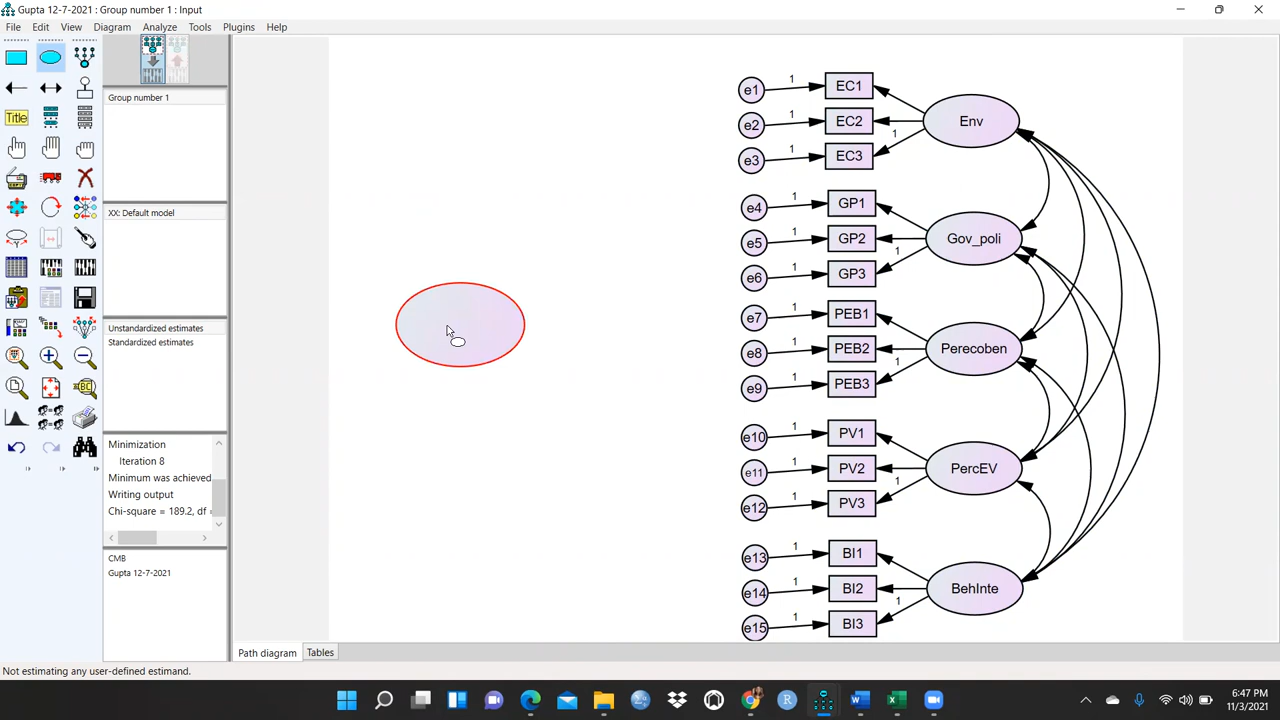 Gupta 12-7-2021 : Group number 1 : Input
File Edit View Diagram Analyze Tools Plugins Help
Title
Group number 1
XX: Default model
Unstandardized estimates
Standardized estimates
Minimization
Iteration 8
Minimum was achieved
Writing output
Chi-square = 189.2, df =
CMB
Gupta 12-7-2021
e1 1 EC1
e2 1 EC2 Env
e3 1 EC3 1
e4 1 GP1
e5 1 GP2 Gov_poli
e6 1 GP3 1
e7 1 PEB1
e8 1 PEB2 Perecoben
e9 1 PEB3 1
e10 1 PV1
e11 1 PV2 PercEV
e12 1 PV3 1
e13 1 BI1
e14 1 BI2 BehInte
e15 1 BI3 1
Path diagram Tables
Not estimating any user-defined estimand.
6:47 PM
11/3/2021